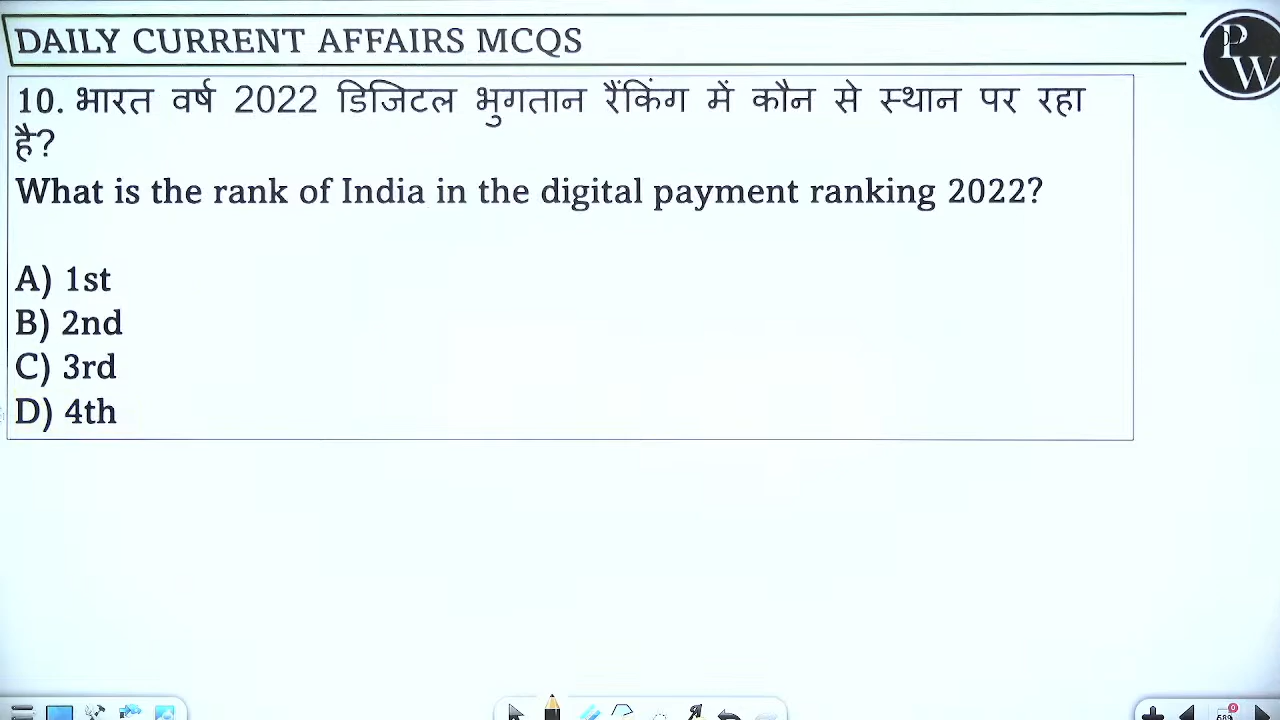 DAILY CURRENT AFFAIRS MCQS
PW
10. भारत वर्ष 2022 डिजिटल भुगतान रैंकिंग में कौन से स्थान पर रहा
है?
What is the rank of India in the digital payment ranking 2022?
A) 1st
B) 2nd
C) 3rd
D) 4th